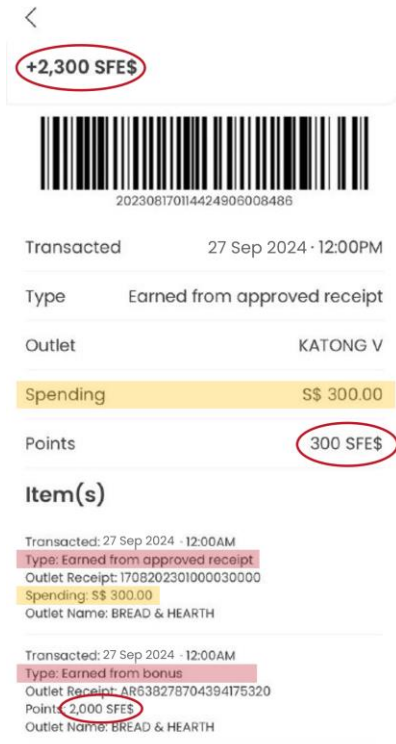 +2,300 SFE$
202308170114424906008486
Transacted 27 Sep 2024 · 12:00PM
Type Earned from approved receipt
Outlet KATONG V
Spending S$ 300.00
Points 300 SFE$
Item(s)
Transacted: 27 Sep 2024 · 12:00AM
Type: Earned from approved receipt
Outlet Receipt: 1708202301000030000
Spending: S$ 300.00
Outlet Name: BREAD & HEARTH
Transacted: 27 Sep 2024 · 12:00AM
Type: Earned from bonus
Outlet Receipt: AR638278704394175320
Points: 2,000 SFE$
Outlet Name: BREAD & HEARTH